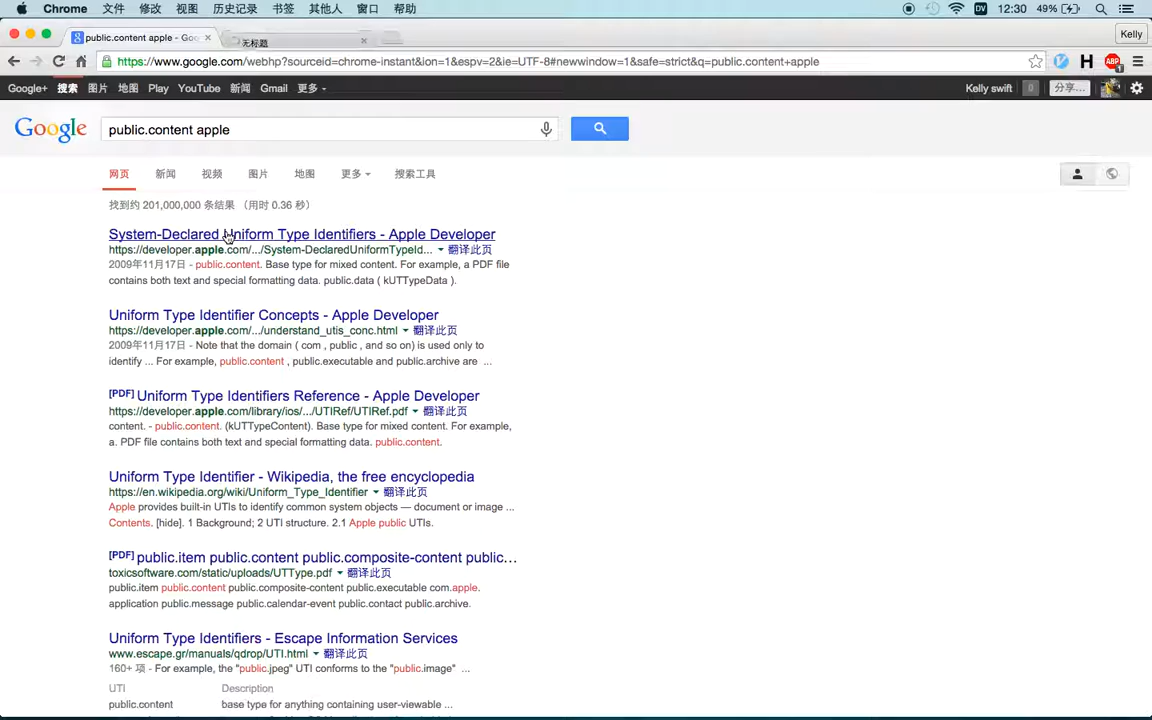 Chrome 文件 修改 视图 历史记录 书签 其他人 窗口 帮助 DV 12:30 49%
public.content apple - Goo 无标题 Kelly
https://www.google.com/webhp?sourceid=chrome-instant&ion=1&espv=2&ie=UTF-8#newwindow=1&safe=strict&q=public.content+apple H ABP 1
Google+ 搜索 图片 地图 Play YouTube 新闻 Gmail 更多 Kelly swift 0 分享...
Google public.content apple
网页 新闻 视频 图片 地图 更多 搜索工具
找到约 201,000,000 条结果 （用时 0.36 秒）
System-Declared Uniform Type Identifiers - Apple Developer
https://developer.apple.com/.../System-DeclaredUniformTypeId... 翻译此页
2009年11月17日 - public.content. Base type for mixed content. For example, a PDF file
contains both text and special formatting data. public.data ( kUTTypeData ).
Uniform Type Identifier Concepts - Apple Developer
https://developer.apple.com/.../understand_utis_conc.html 翻译此页
2009年11月17日 - Note that the domain ( com , public , and so on) is used only to
identify ... For example, public.content , public.executable and public.archive are ...
[PDF] Uniform Type Identifiers Reference - Apple Developer
https://developer.apple.com/library/ios/.../UTIRef/UTIRef.pdf 翻译此页
content. - public.content. (kUTTypeContent). Base type for mixed content. For example,
a. PDF file contains both text and special formatting data. public.content.
Uniform Type Identifier - Wikipedia, the free encyclopedia
https://en.wikipedia.org/wiki/Uniform_Type_Identifier 翻译此页
Apple provides built-in UTIs to identify common system objects — document or image ...
Contents. [hide]. 1 Background; 2 UTI structure. 2.1 Apple public UTIs.
[PDF] public.item public.content public.composite-content public...
toxicsoftware.com/static/uploads/UTType.pdf 翻译此页
public.item public.content public.composite-content public.executable com.apple.
application public.message public.calendar-event public.contact public.archive.
Uniform Type Identifiers - Escape Information Services
www.escape.gr/manuals/qdrop/UTI.html 翻译此页
160+ 项 - For example, the "public.jpeg" UTI conforms to the "public.image" ...
UTI Description
public.content base type for anything containing user-viewable ...